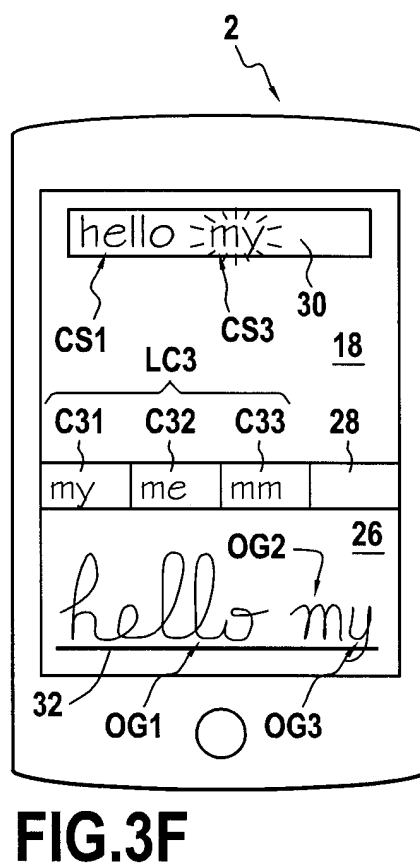 2
hello my
30
CS1 CS3
18
LC3
C31 C32 C33 28
my me mm
26
OG2
hello my
32
OG1 OG3
FIG.3F